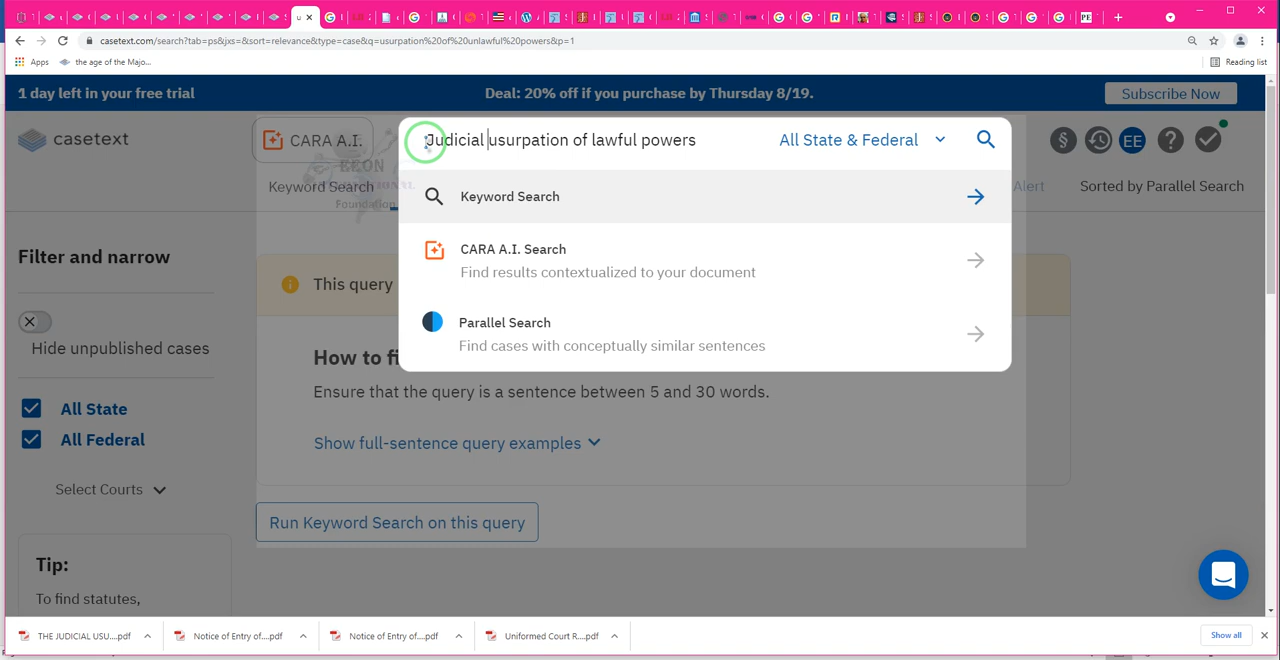 casetext.com/search?tab=ps&jxs=&sort=relevance&type=case&q=usurpation%20of%20unlawful%20powers&p=1
Apps the age of the Majo... Reading list
1 day left in your free trial Deal: 20% off if you purchase by Thursday 8/19. Subscribe Now
casetext CARA A.I. Judicial usurpation of lawful powers All State & Federal § EE ?
EEON
Keyword Search Keyword Search Alert Sorted by Parallel Search
Foundation
CARA A.I. Search
Find results contextualized to your document
Filter and narrow
This query
Parallel Search
Find cases with conceptually similar sentences
Hide unpublished cases
How to fi
Ensure that the query is a sentence between 5 and 30 words.
All State
All Federal
Show full-sentence query examples
Select Courts
Run Keyword Search on this query
Tip:
To find statutes,
THE JUDICIAL USU....pdf Notice of Entry of....pdf Notice of Entry of....pdf Uniformed Court R....pdf Show all